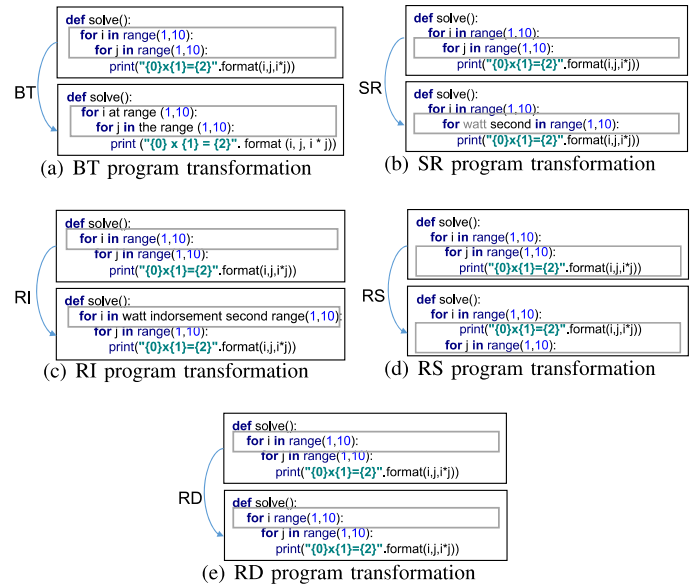 def solve():
for i in range(1,10):
for j in range(1,10):
print("{0}x{1}={2}".format(i,j,i*j))
BT
def solve():
for i at range (1,10):
for j in the range (1,10):
print ("{0} x {1} = {2}". format (i, j, i * j))
(a) BT program transformation
def solve():
for i in range(1,10):
for j in range(1,10):
print("{0}x{1}={2}".format(i,j,i*j))
SR
def solve():
for i in range(1,10):
for watt second in range(1,10):
print("{0}x{1}={2}".format(i,j,i*j))
(b) SR program transformation
def solve():
for i in range(1,10):
for j in range(1,10):
print("{0}x{1}={2}".format(i,j,i*j))
RI
def solve():
for i in watt indorsement second range(1,10):
for j in range(1,10):
print("{0}x{1}={2}".format(i,j,i*j))
(c) RI program transformation
def solve():
for i in range(1,10):
for j in range(1,10):
print("{0}x{1}={2}".format(i,j,i*j))
RS
def solve():
for i in range(1,10):
print("{0}x{1}={2}".format(i,j,i*j))
for j in range(1,10):
(d) RS program transformation
def solve():
for i in range(1,10):
for j in range(1,10):
print("{0}x{1}={2}".format(i,j,i*j))
RD
def solve():
for i range(1,10):
for j in range(1,10):
print("{0}x{1}={2}".format(i,j,i*j))
(e) RD program transformation